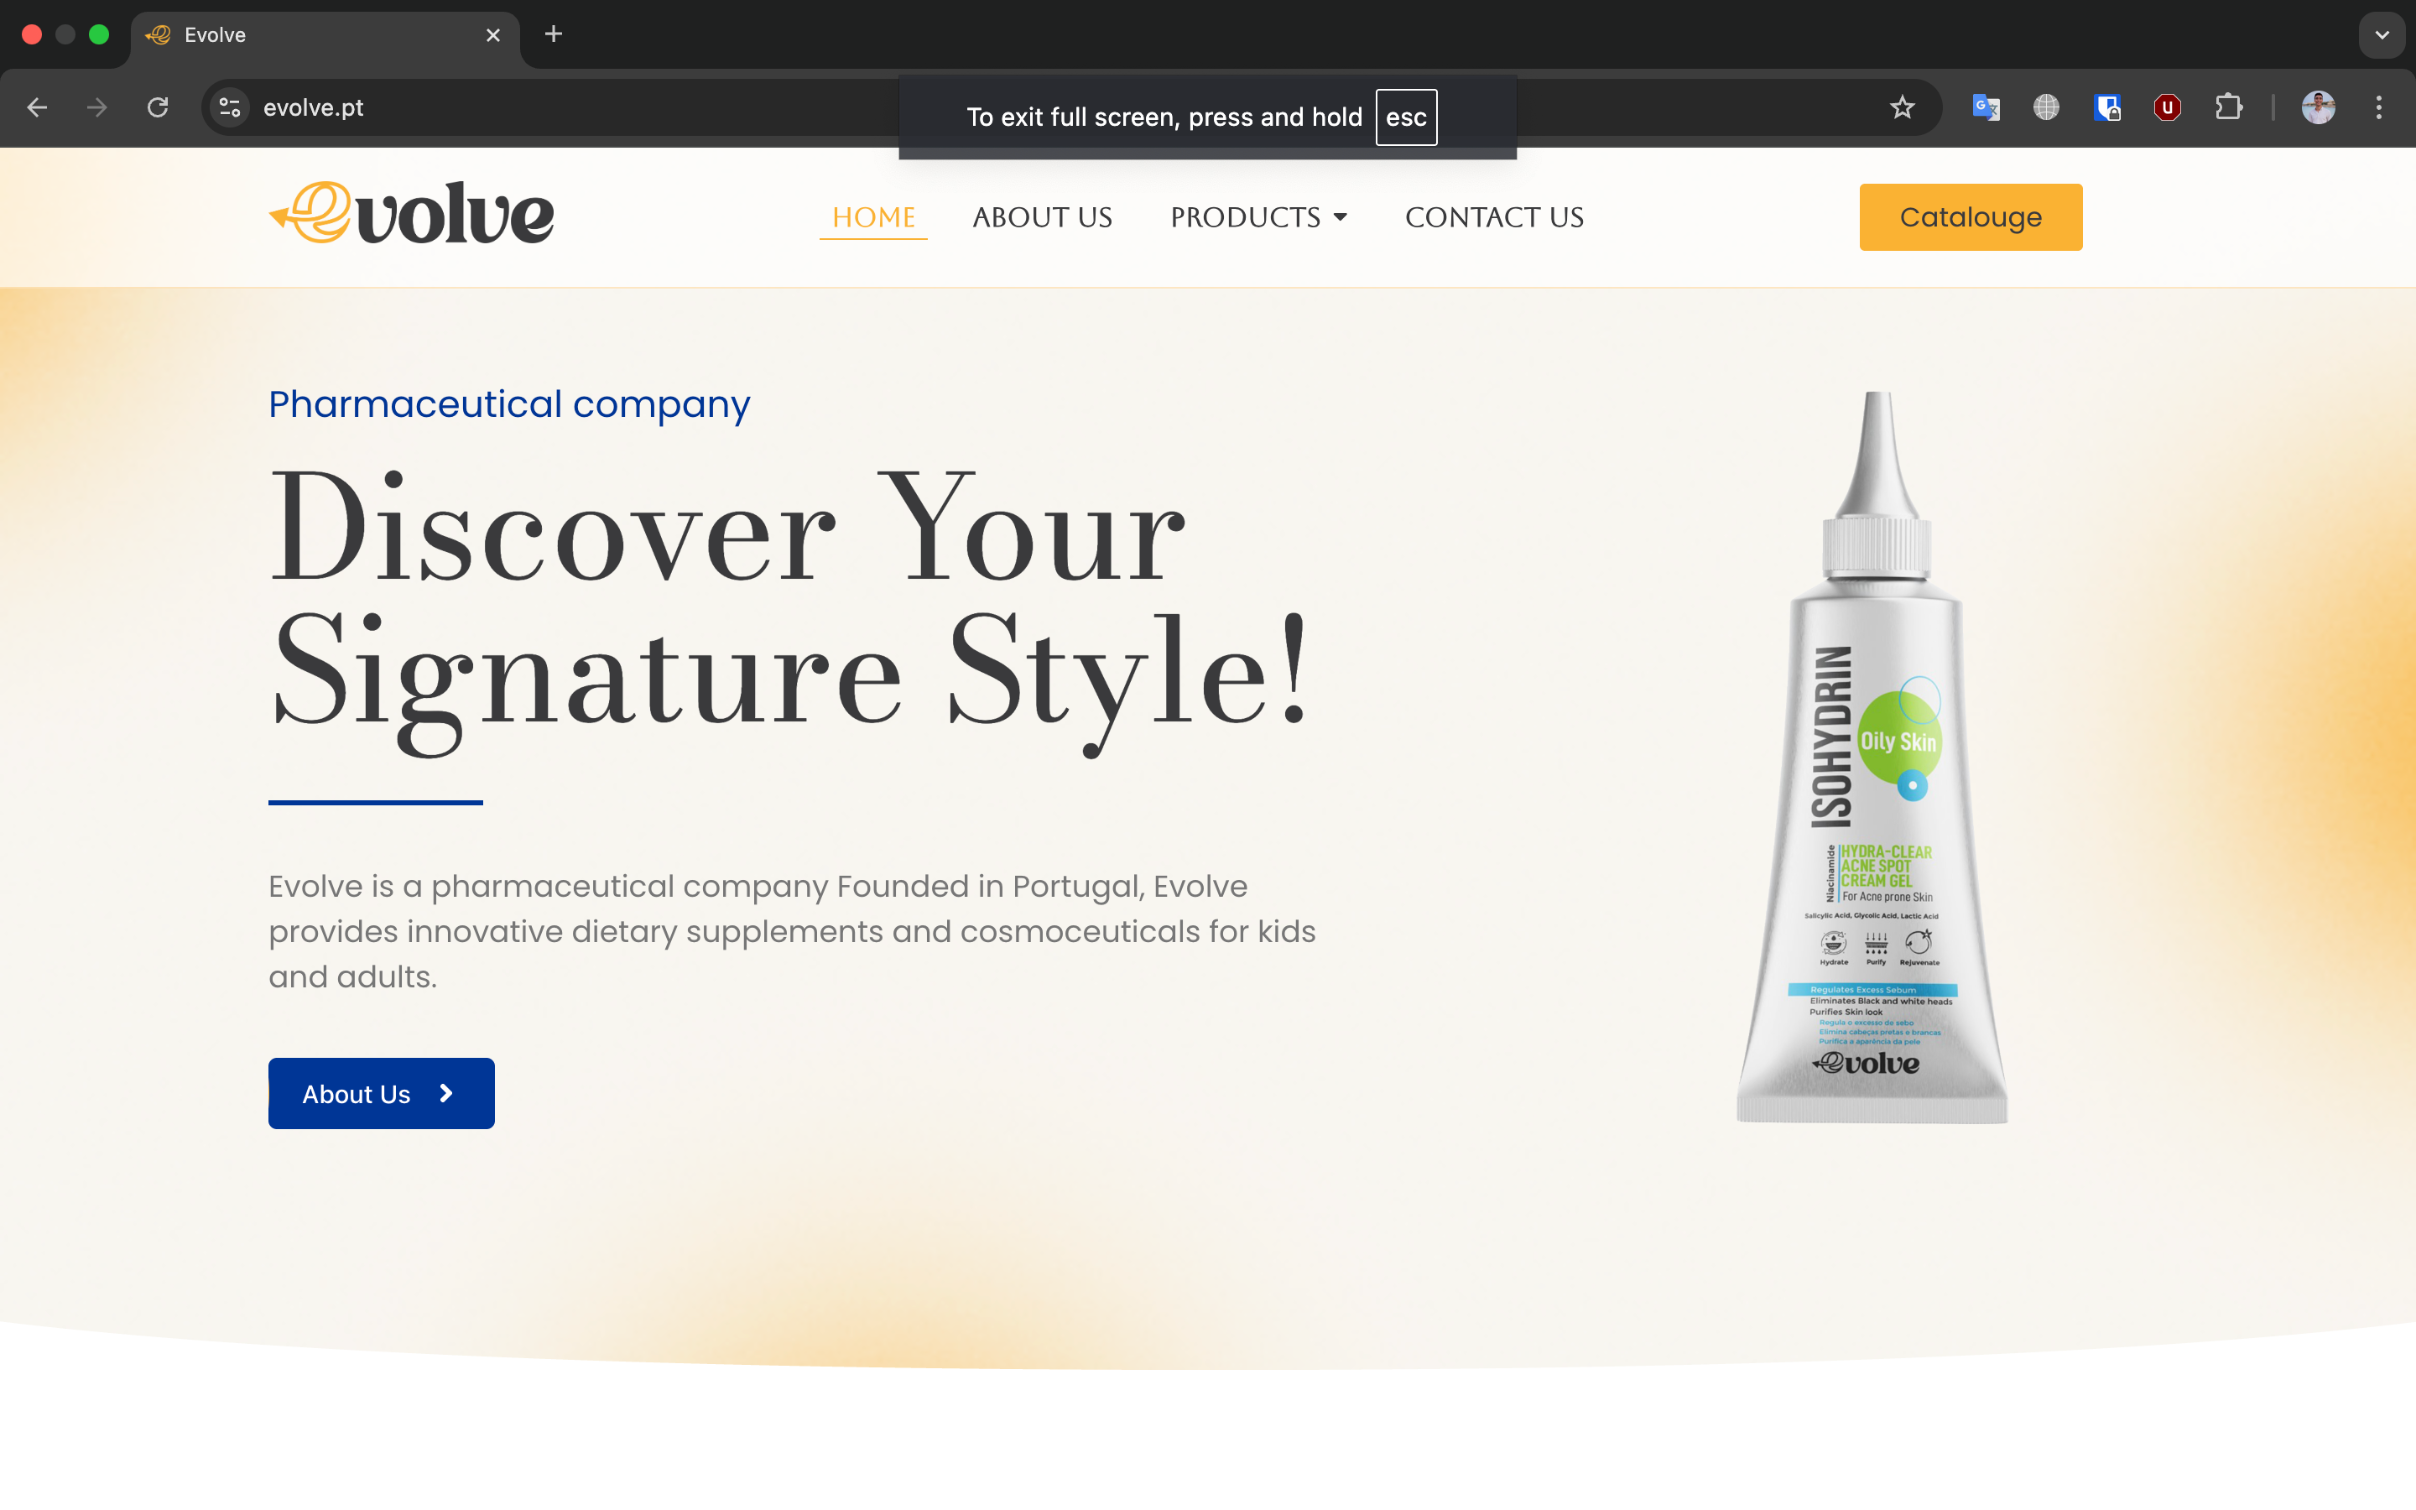 Evolve
evolve.pt
To exit full screen, press and hold esc
evolve
HOME
ABOUT US
PRODUCTS
CONTACT US
Catalouge
Pharmaceutical company
Discover Your
Signature Style!
Evolve is a pharmaceutical company Founded in Portugal, Evolve
provides innovative dietary supplements and cosmoceuticals for kids
and adults.
About Us
ISOHYDRIN
Oily Skin
Niacinamide
HYDRA-CLEAR
ACNE SPOT
CREAM GEL
For Acne prone Skin
Salicylic Acid, Glycolic Acid, Lactic Acid
Hydrate
Purify
Rejuvenate
Regulates Excess Sebum
Eliminates Black and white heads
Purifies Skin look
Regula o excesso de sebo
Elimina cabeças pretas e brancas
Purifica a aparência da pele
evolve